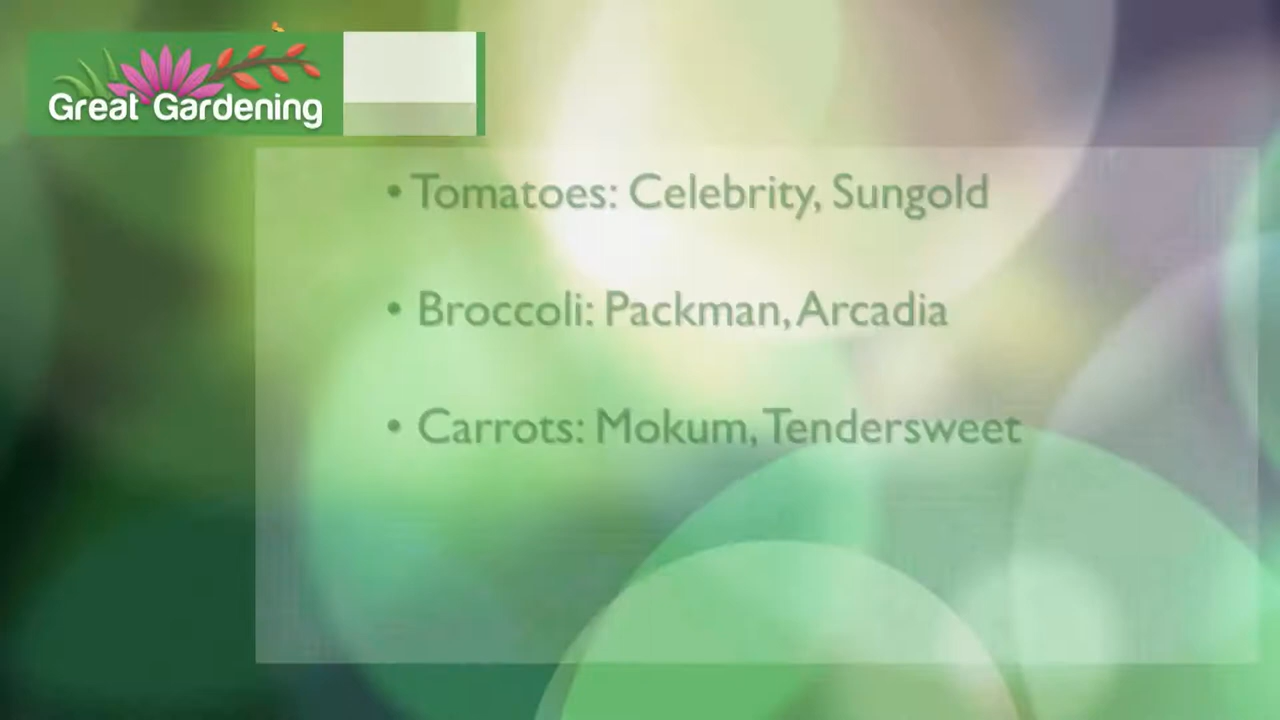 Great Gardening
• Tomatoes: Celebrity, Sungold
• Broccoli: Packman, Arcadia
• Carrots: Mokum, Tendersweet